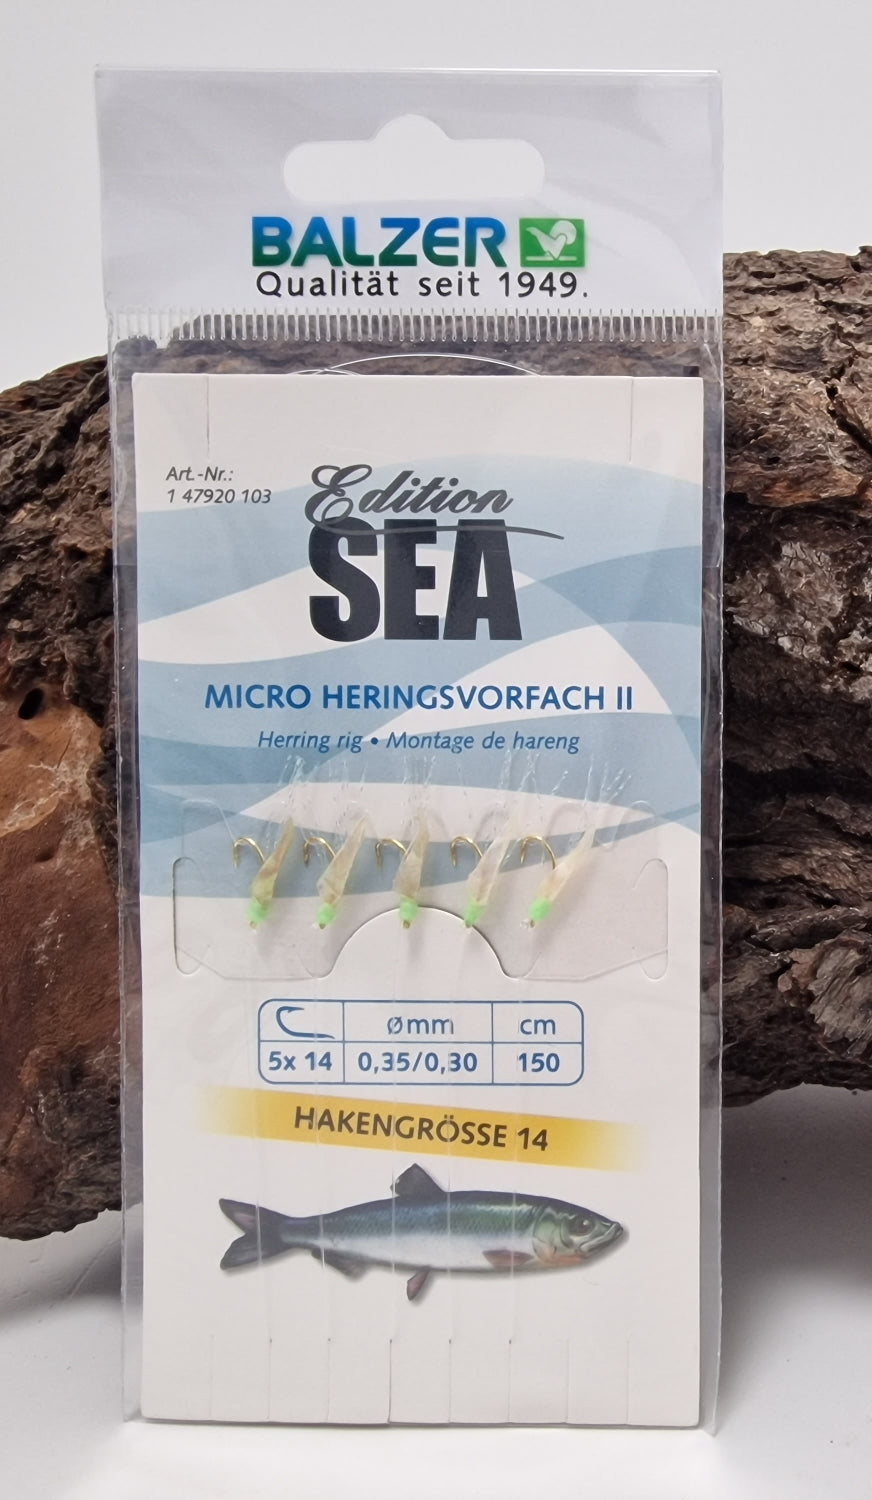 BALZER
Qualität seit 1949.
Art.-Nr.:
1 47920 103
Edition
SEA
MICRO HERINGSVORFACH II
Herring rig • Montage de hareng
ømm cm
5x 14 0,35/0,30 150
HAKENGRÖSSE 14